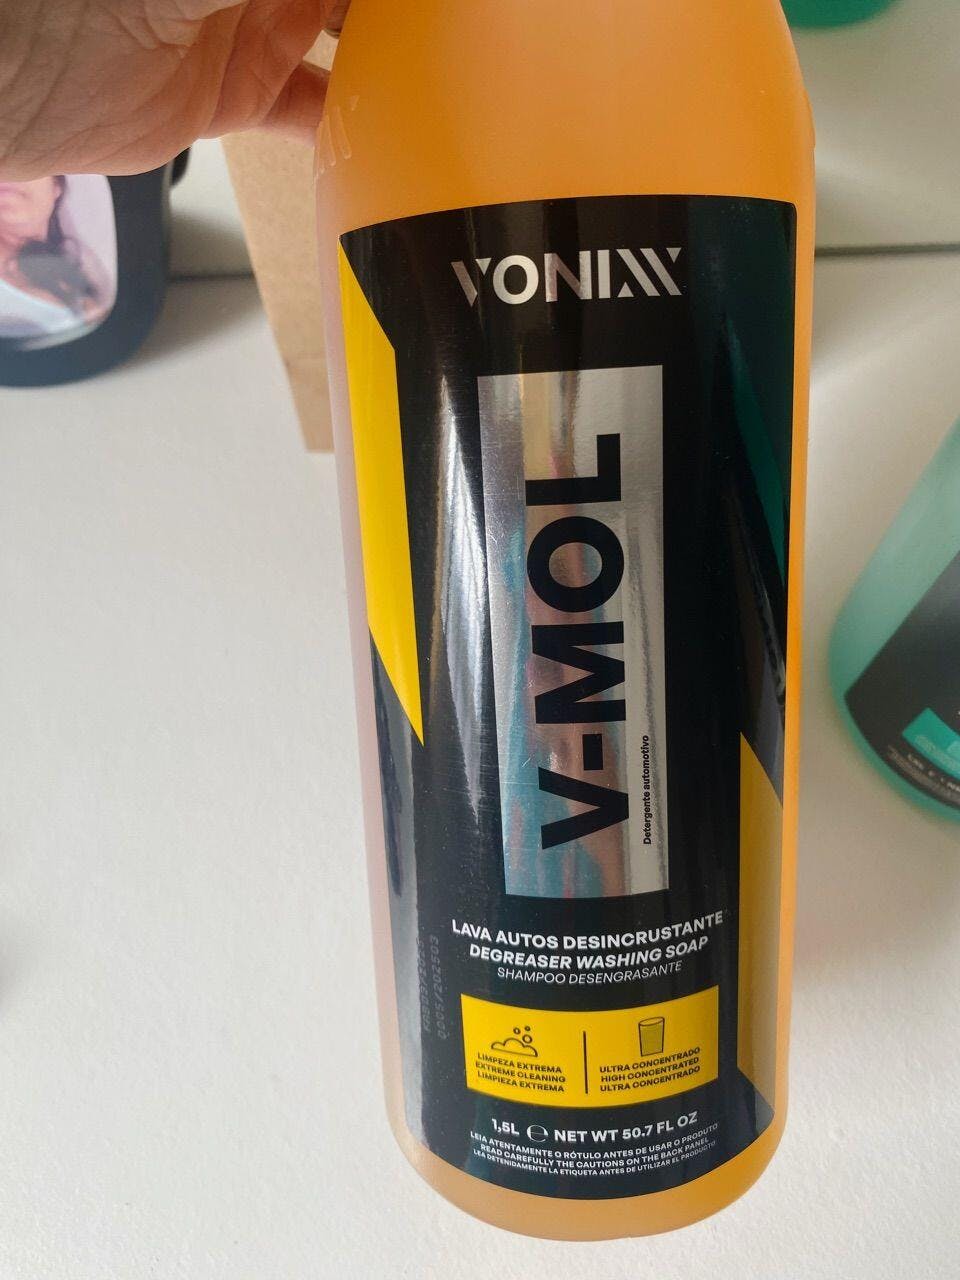 VONIXX
V-MOL
Detergente automotivo
LAVA AUTOS DESINCRUSTANTE
DEGREASER WASHING SOAP
SHAMPOO DESENGRASANTE
LIMPEZA EXTREMA
EXTREME CLEANING
LIMPIEZA EXTREMA
ULTRA CONCENTRADO
HIGH CONCENTRATED
ULTRA CONCENTRADO
1,5L ℮ NET WT 50.7 FL OZ
LEIA ATENTAMENTE O RÓTULO ANTES DE USAR O PRODUTO
READ CAREFULLY THE CAUTIONS ON THE BACK PANEL
LEA DETENIDAMENTE LA ETIQUETA ANTES DE UTILIZAR EL PRODUCTO